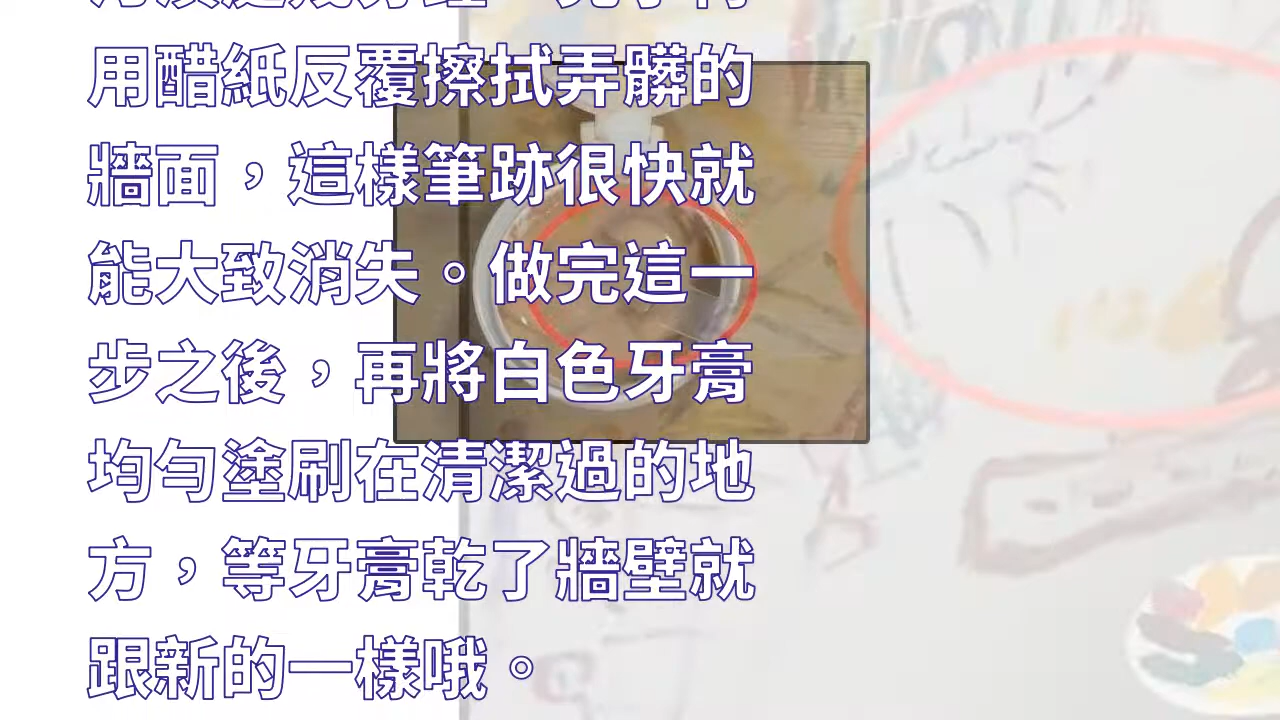 用醋紙反覆擦拭弄髒的
牆面，這樣筆跡很快就
能大致消失。做完這一
步之後，再將白色牙膏
均勻塗刷在清潔過的地
方，等牙膏乾了牆壁就
跟新的一樣哦。